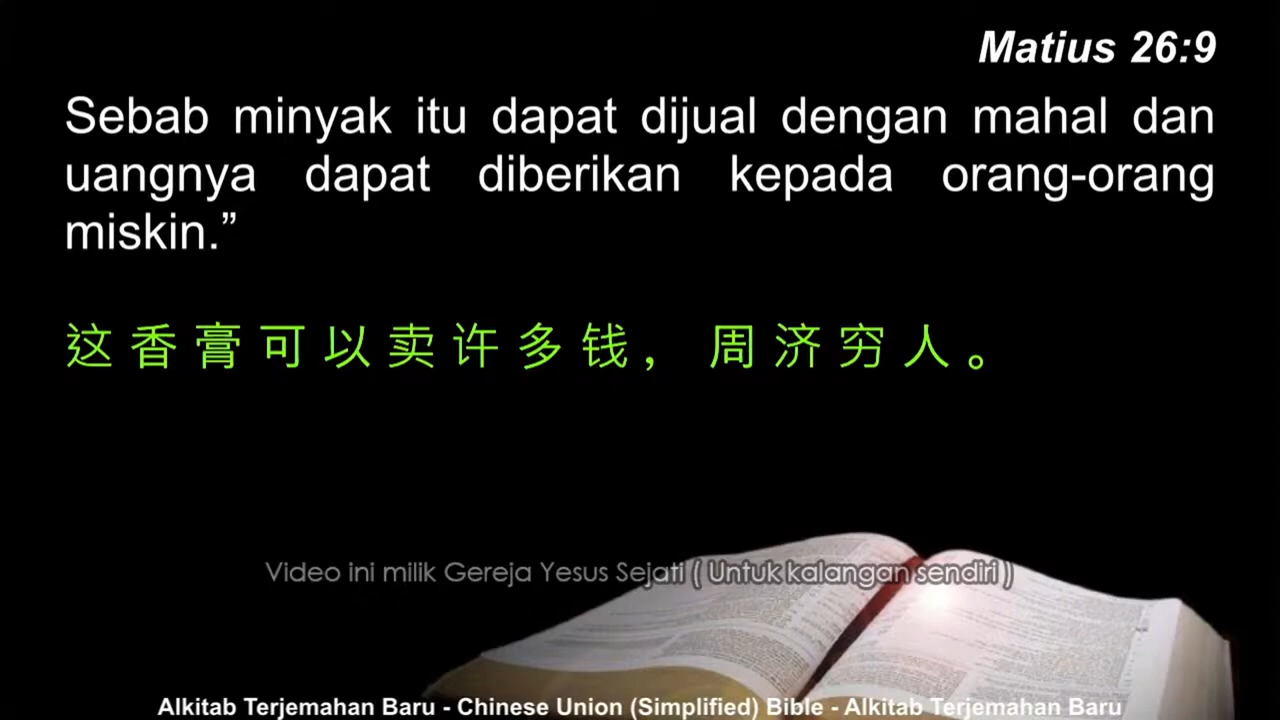 Matius 26:9
Sebab minyak itu dapat dijual dengan mahal dan
uangnya dapat diberikan kepada orang-orang
miskin.”
这香膏可以卖许多钱，周济穷人。
Video ini milik Gereja Yesus Sejati ( Untuk kalangan sendiri )
Alkitab Terjemahan Baru - Chinese Union (Simplified) Bible - Alkitab Terjemahan Baru